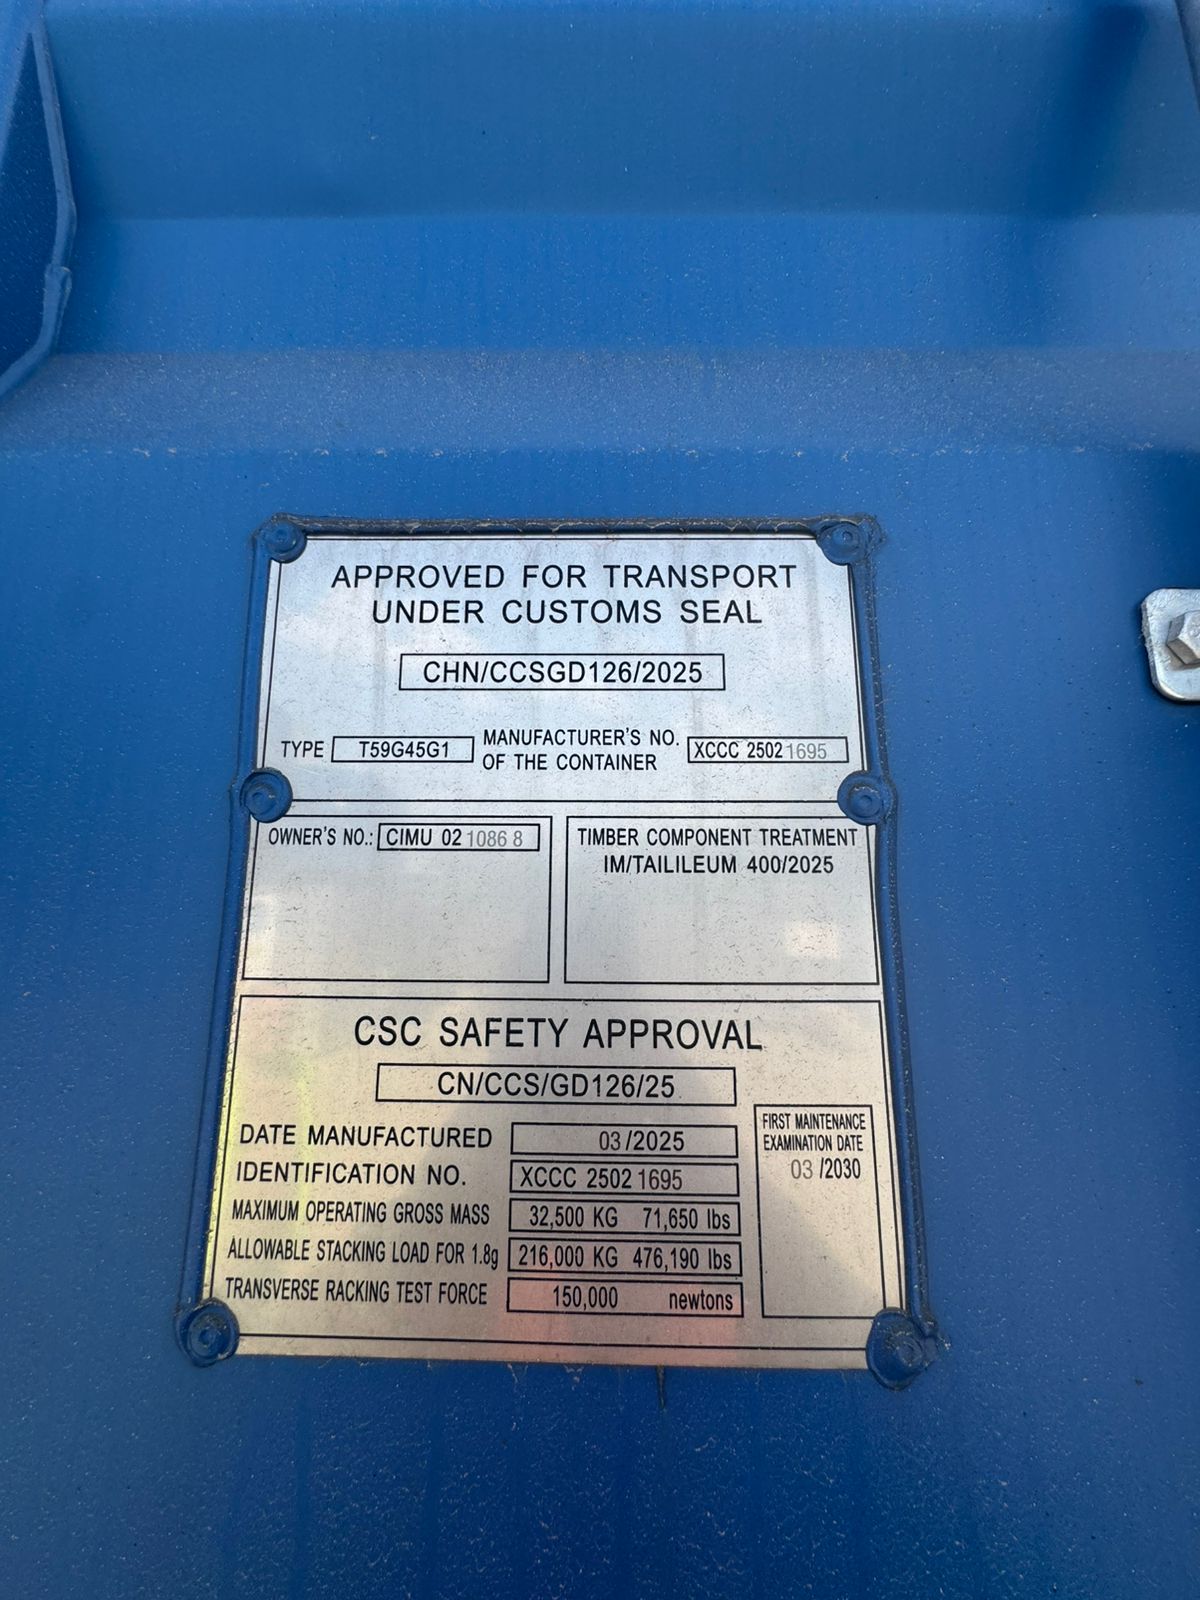 APPROVED FOR TRANSPORT
UNDER CUSTOMS SEAL
CHN/CCSGD126/2025
TYPE T59G45G1 MANUFACTURER'S NO. OF THE CONTAINER XCCC 2502 1695
OWNER'S NO.: CIMU 02 1086 8
TIMBER COMPONENT TREATMENT
IM/TAILILEUM 400/2025
CSC SAFETY APPROVAL
CN/CCS/GD126/25
DATE MANUFACTURED 03 /2025
IDENTIFICATION NO. XCCC 2502 1695
MAXIMUM OPERATING GROSS MASS 32,500 KG 71,650 lbs
ALLOWABLE STACKING LOAD FOR 1.8g 216,000 KG 476,190 lbs
TRANSVERSE RACKING TEST FORCE 150,000 newtons
FIRST MAINTENANCE
EXAMINATION DATE
03 /2030